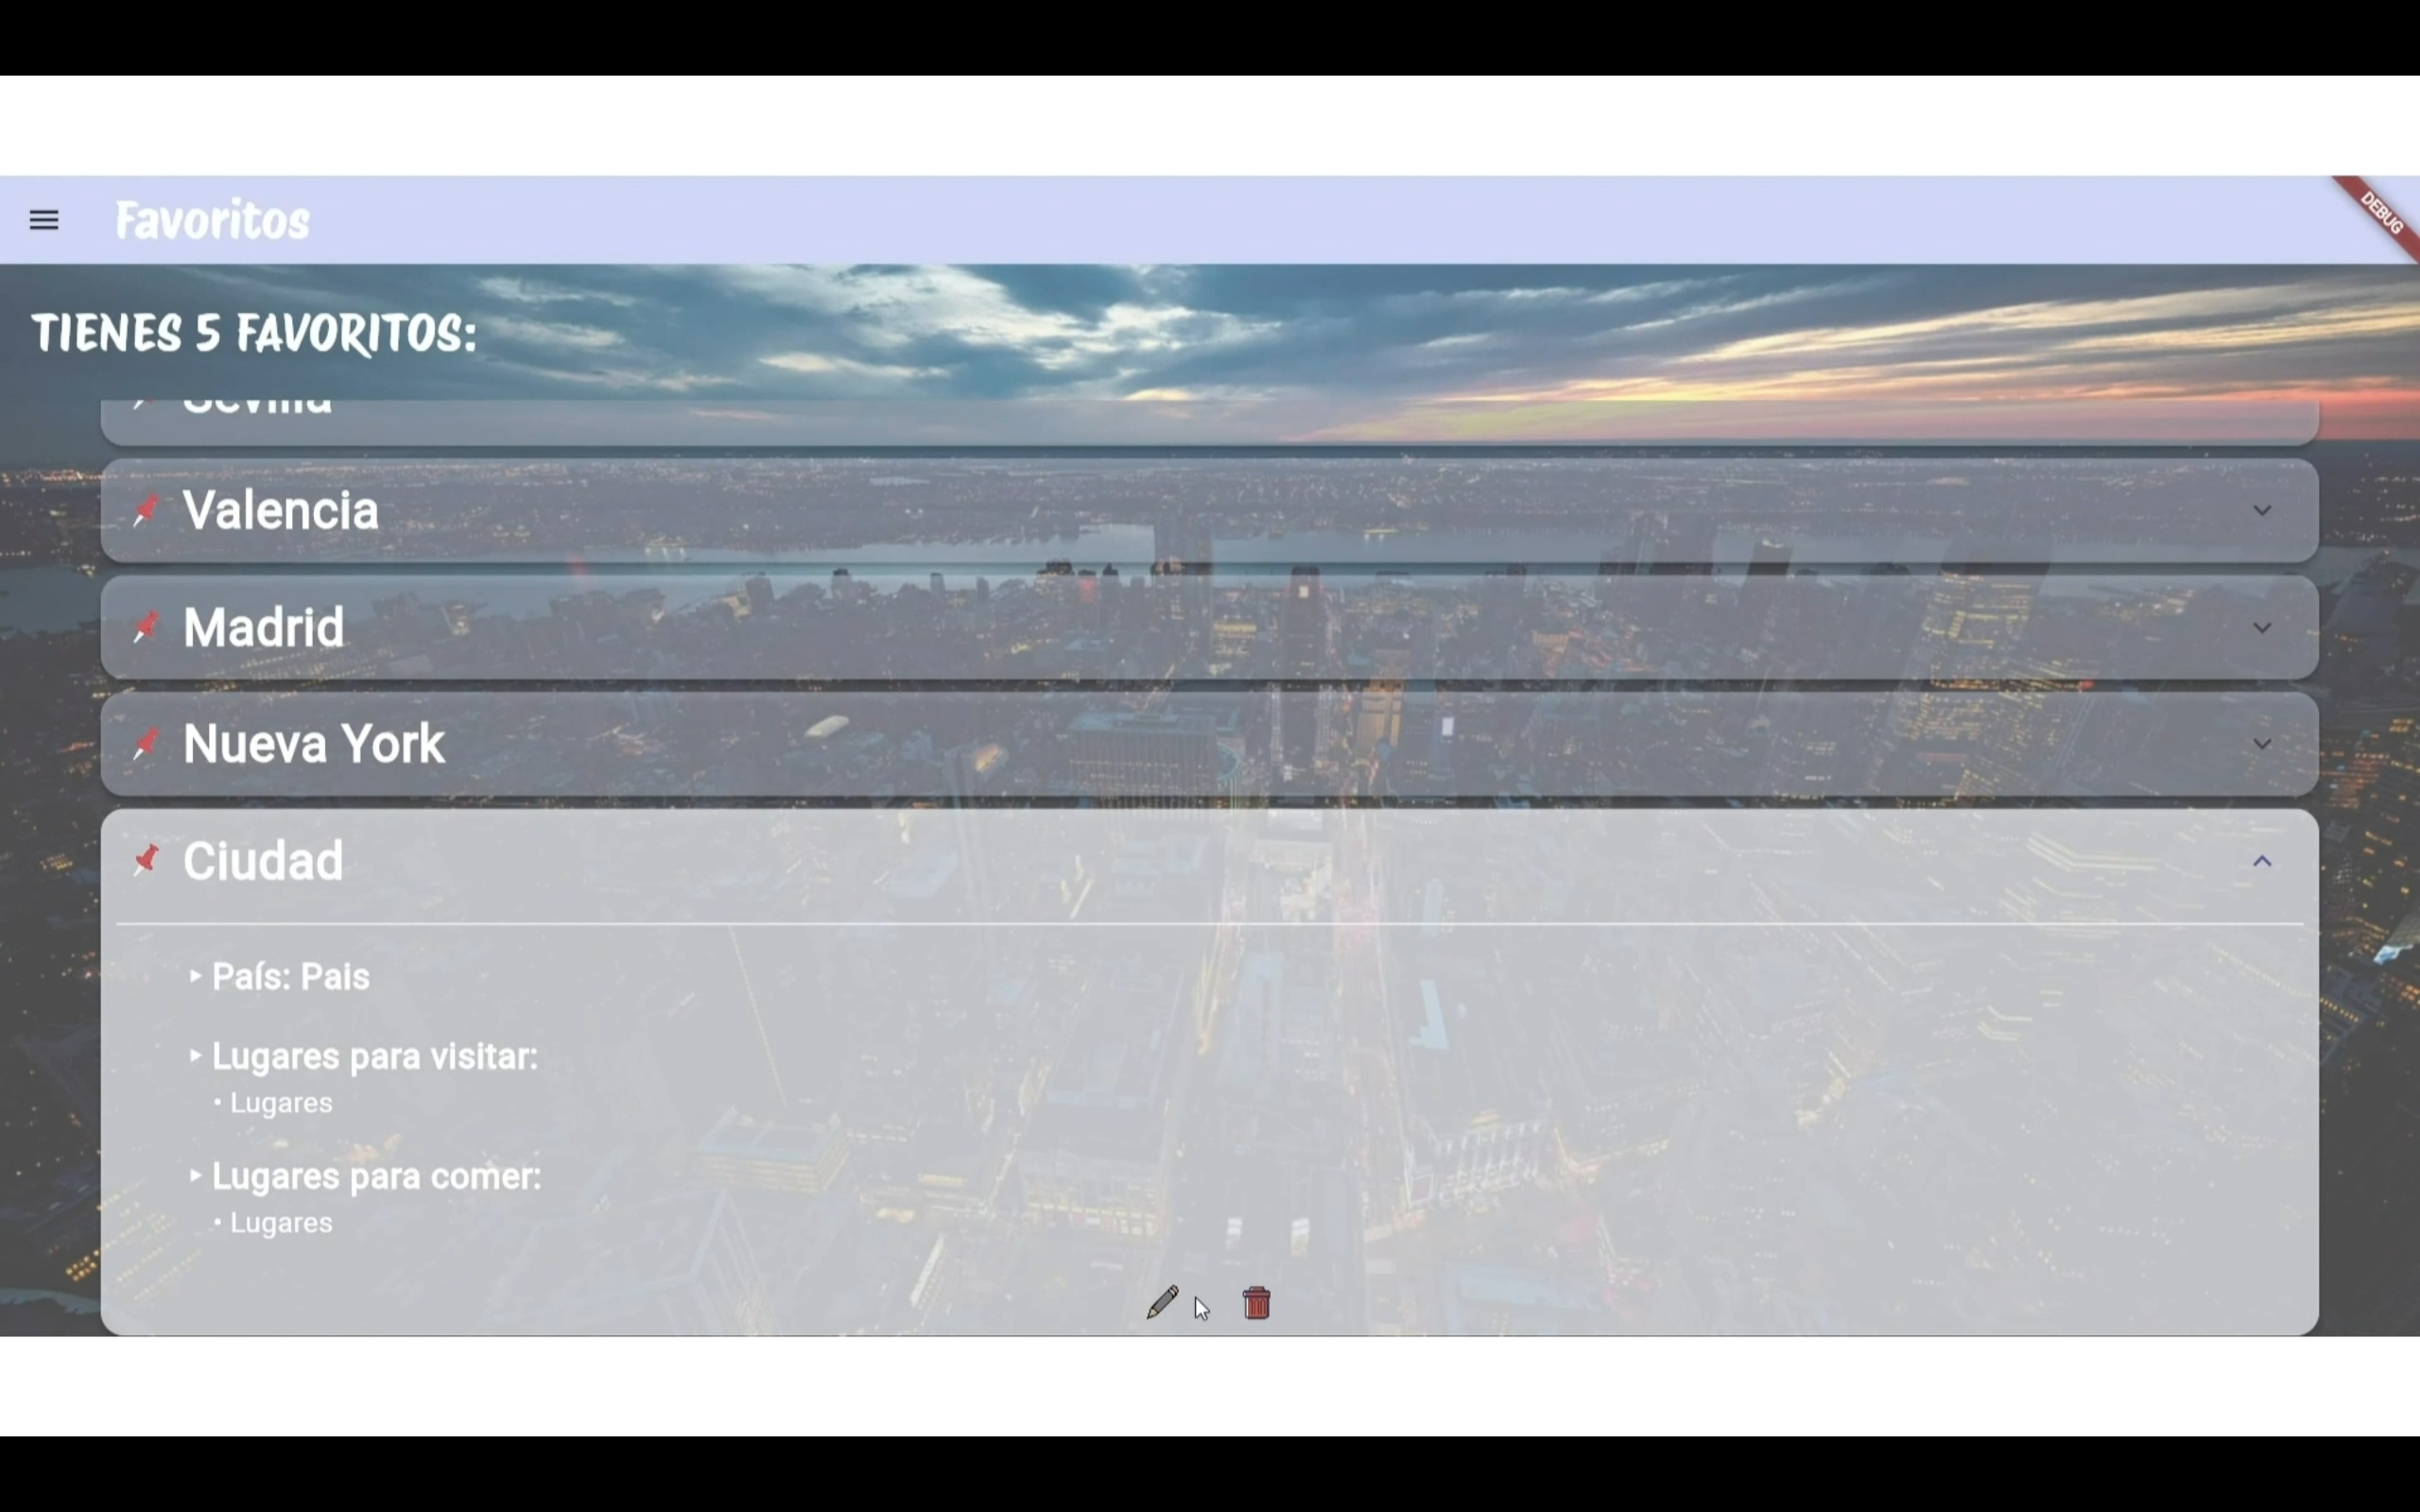 Favoritos
DEBUG
TIENES 5 FAVORITOS:
Sevilla
Valencia
Madrid
Nueva York
Ciudad
▸ País: Pais
▸ Lugares para visitar:
• Lugares
▸ Lugares para comer:
• Lugares